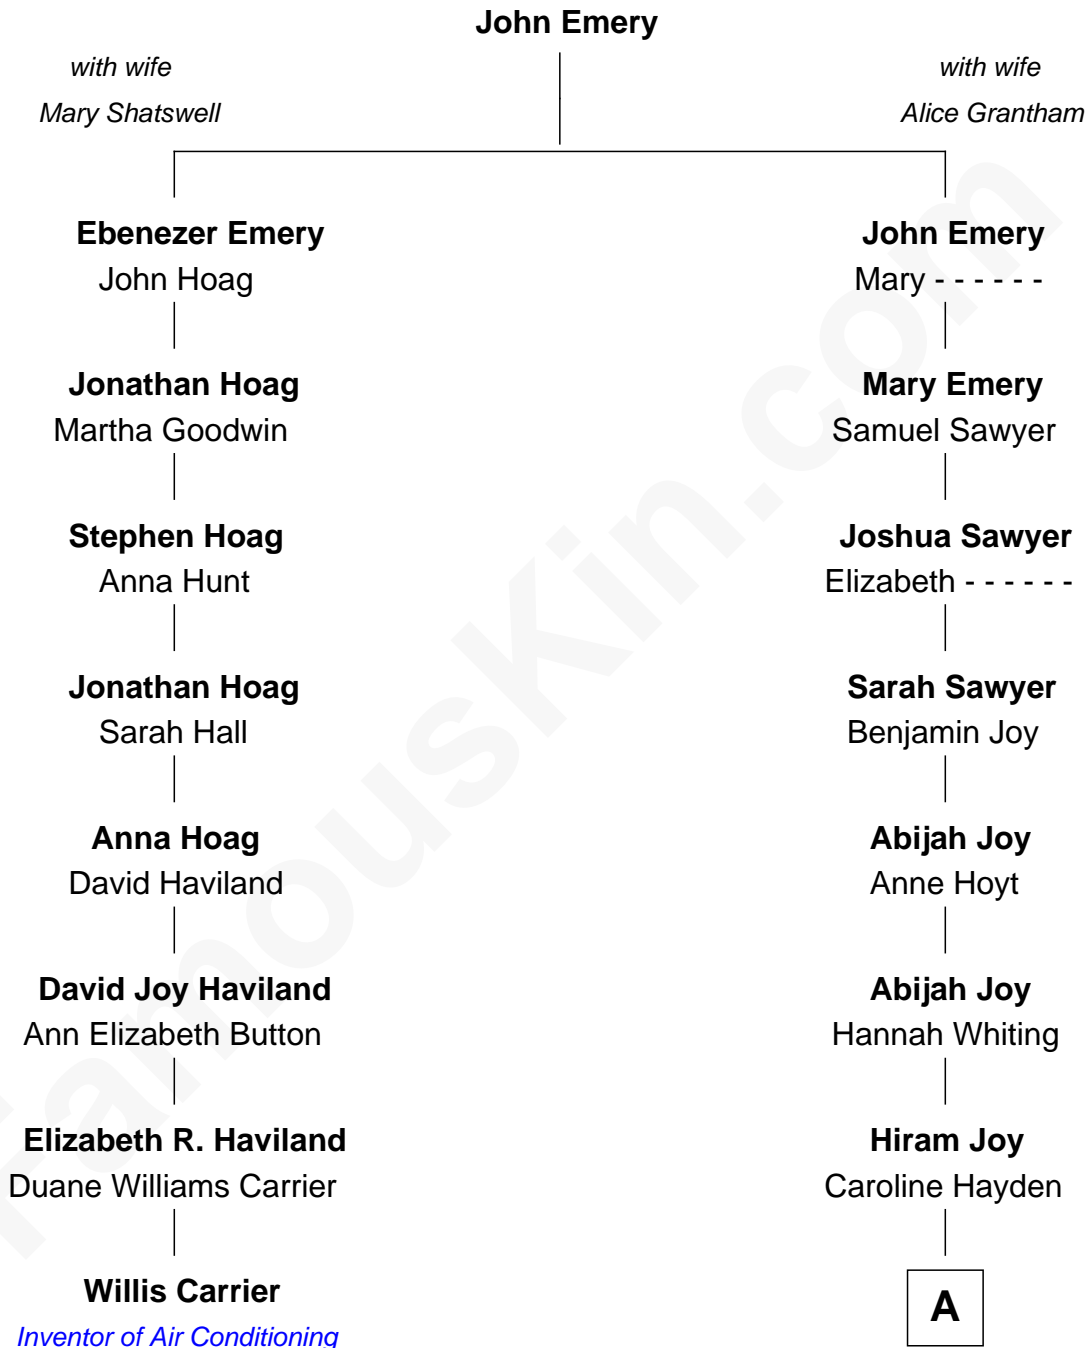 John Emery
with wife
Mary Shatswell
with wife
Alice Grantham
Ebenezer Emery
John Hoag
Jonathan Hoag
Martha Goodwin
Stephen Hoag
Anna Hunt
Jonathan Hoag
Sarah Hall
Anna Hoag
David Haviland
David Joy Haviland
Ann Elizabeth Button
Elizabeth R. Haviland
Duane Williams Carrier
Willis Carrier
Inventor of Air Conditioning
John Emery
Mary - - - - - -
Mary Emery
Samuel Sawyer
Joshua Sawyer
Elizabeth - - - - - -
Sarah Sawyer
Benjamin Joy
Abijah Joy
Anne Hoyt
Abijah Joy
Hannah Whiting
Hiram Joy
Caroline Hayden
A
FamousKin.com